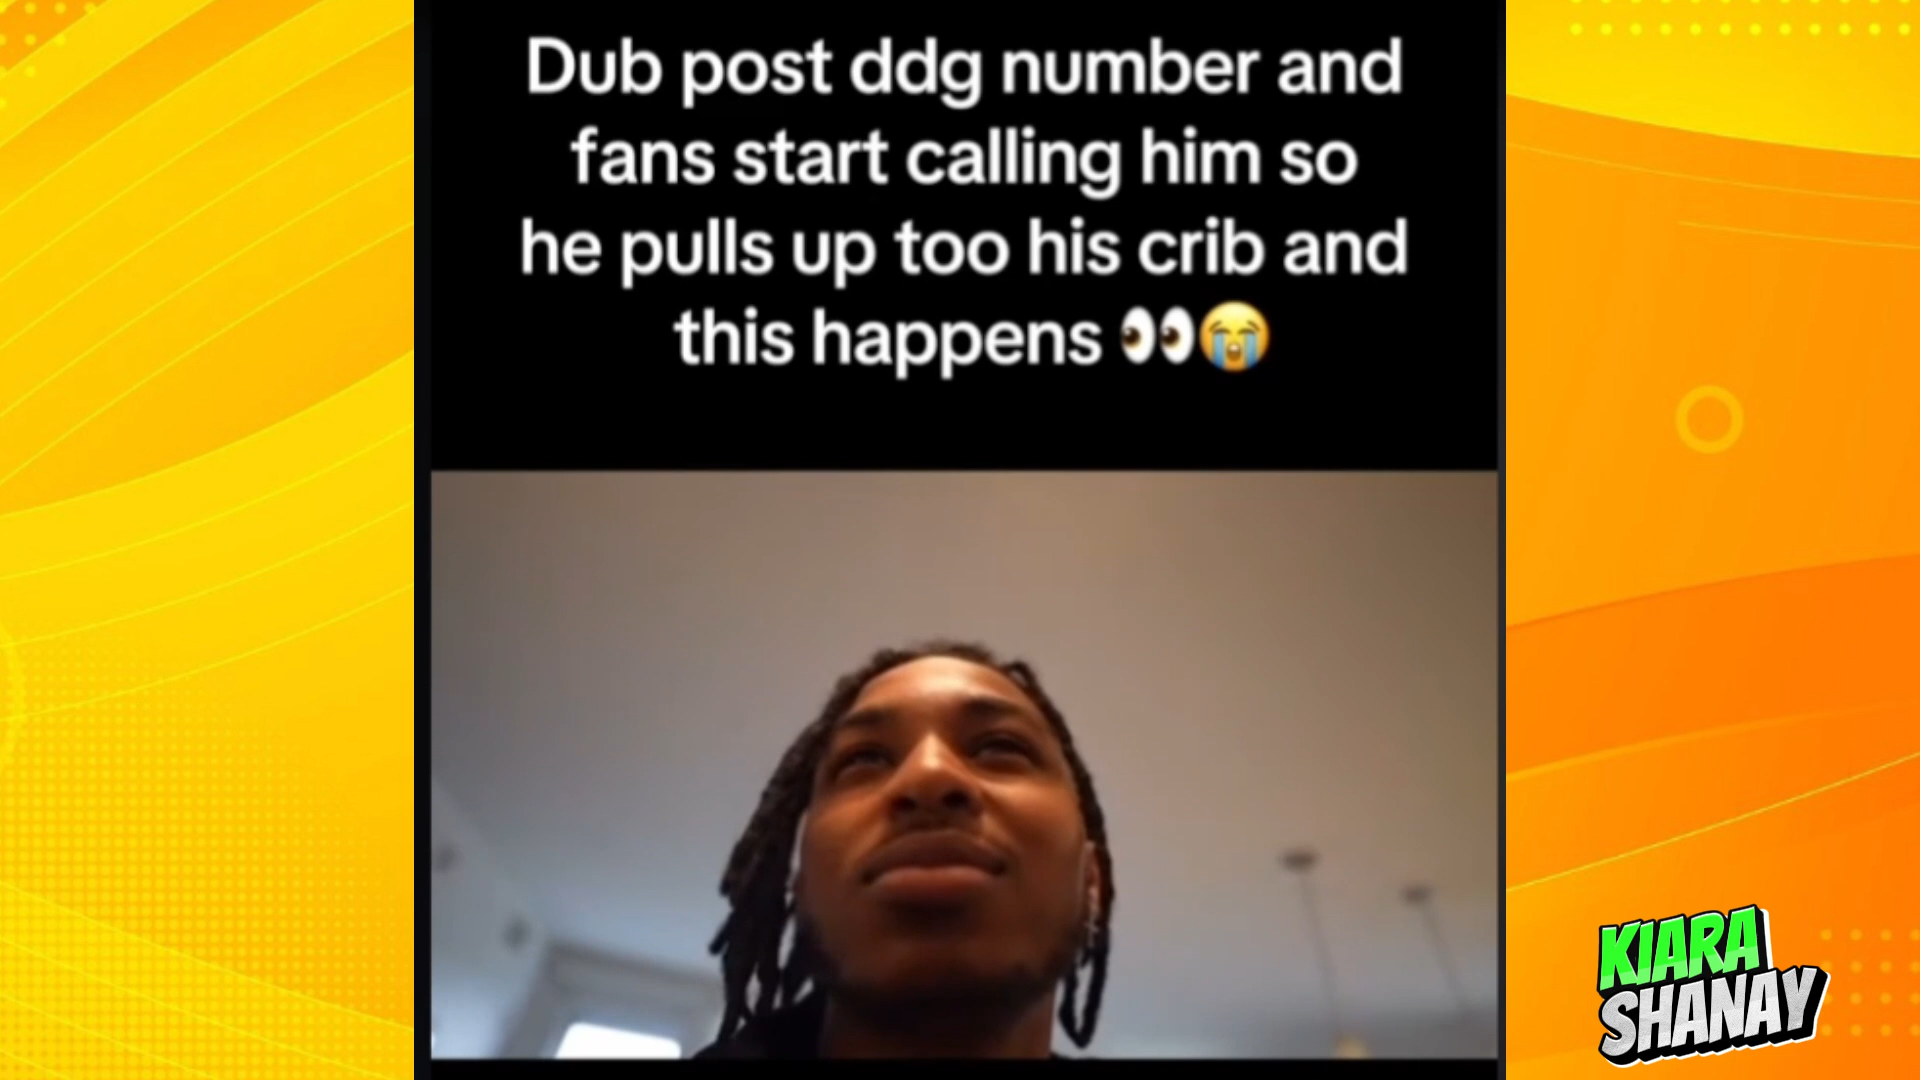 Dub post ddg number and
fans start calling him so
he pulls up too his crib and
this happens 👀😭
KIARA
SHANAY